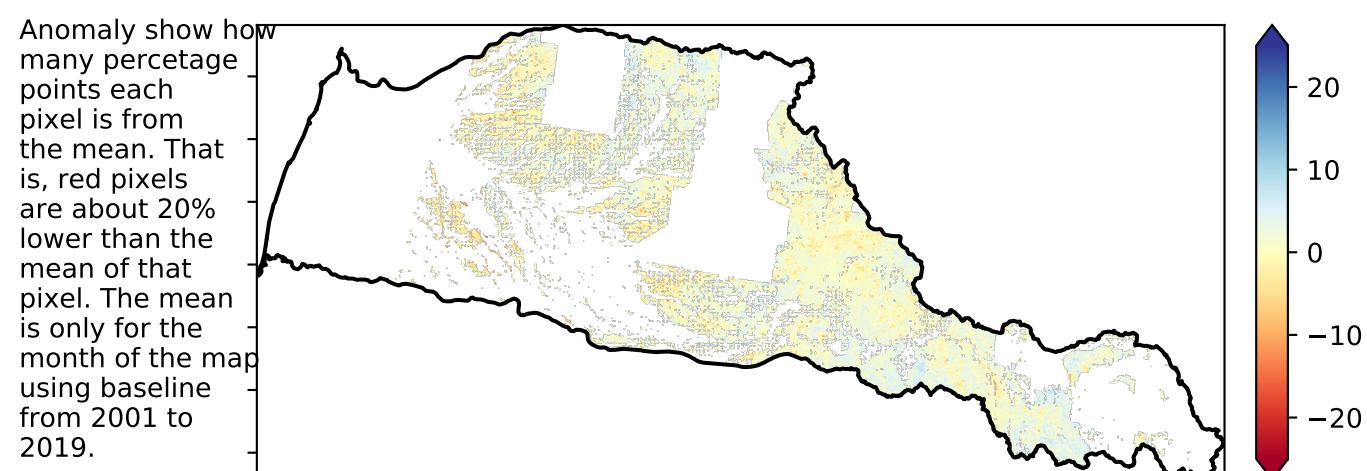 Anomaly show how
many percetage
points each
pixel is from
the mean. That
is, red pixels
are about 20%
lower than the
mean of that
pixel. The mean
is only for the
month of the map
using baseline
from 2001 to
2019.
20
10
0
−10
−20